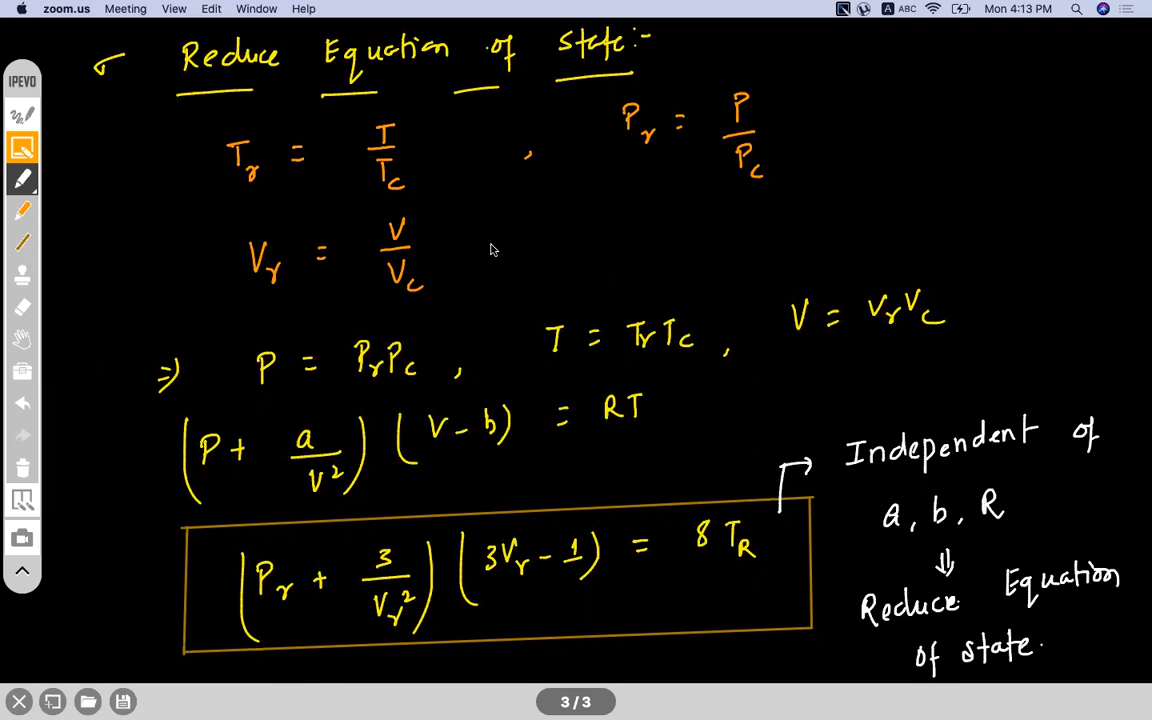 zoom.us Meeting View Edit Window Help A ABC Mon 4:13 PM
IPEVO
Reduce Equation of state:-
Tr = T/Tc , Pr = P/Pc
Vr = V/Vc
=> P = PrPc , T = TrTc , V = VrVc
(P + a/V²) (V - b) = RT
(Pr + 3/Vr²) (3Vr - 1) = 8 TR
Independent of
a, b, R
⇓
Reduce Equation
of state.
3/3